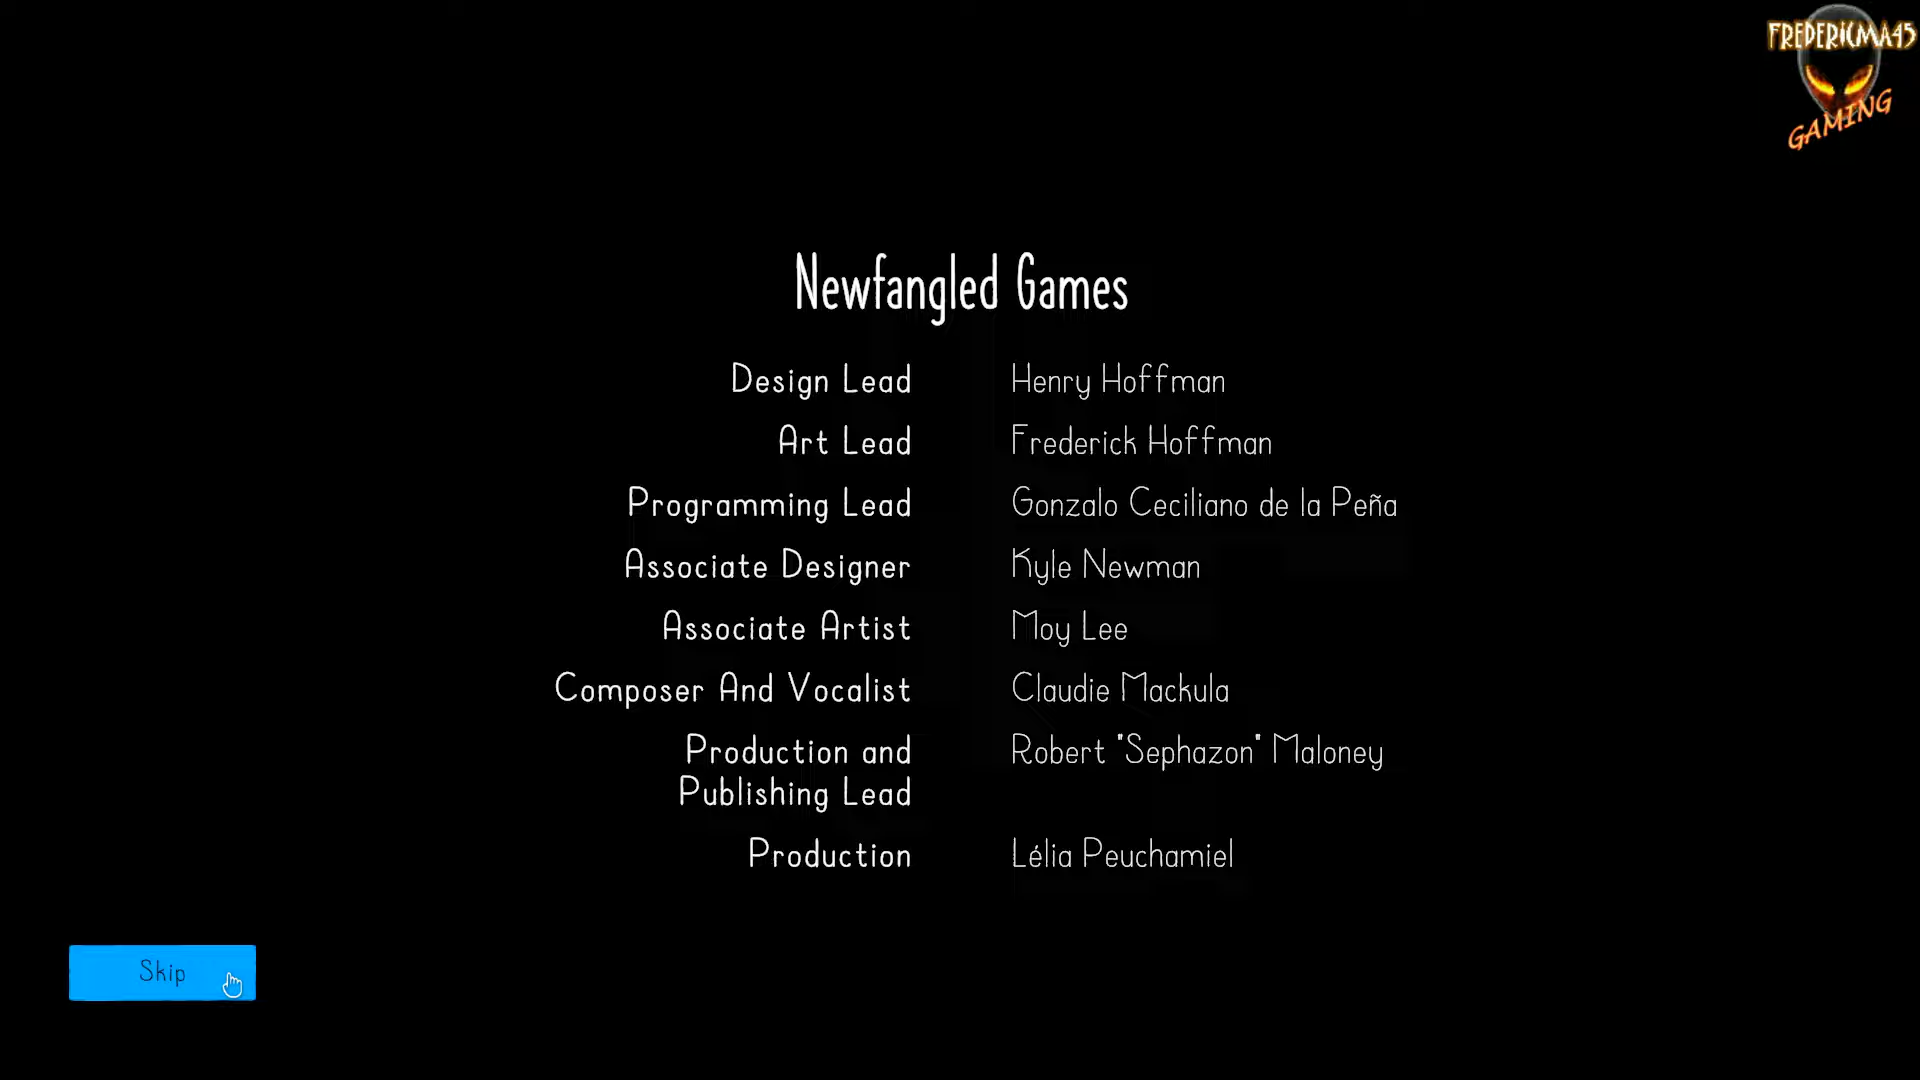 FREDERICMA45
GAMING
Newfangled Games
Design Lead Henry Hoffman
Art Lead Frederick Hoffman
Programming Lead Gonzalo Ceciliano de la Peña
Associate Designer Kyle Newman
Associate Artist Moy Lee
Composer And Vocalist Claudie Mackula
Production and Robert "Sephazon" Maloney
Publishing Lead
Production Lélia Peuchamiel
Skip